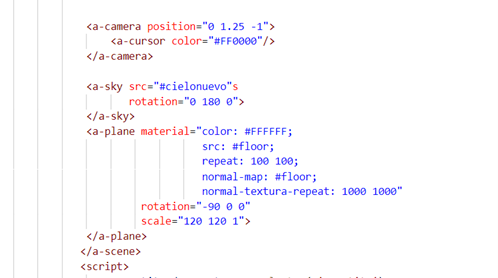 <a-camera position="0 1.25 -1">
<a-cursor color="#FF0000"/>
</a-camera>
<a-sky src="#cielonuevo"s
rotation="0 180 0">
</a-sky>
<a-plane material="color: #FFFFFF;
src: #floor;
repeat: 100 100;
normal-map: #floor;
normal-textura-repeat: 1000 1000"
rotation="-90 0 0"
scale="120 120 1">
</a-plane>
</a-scene>
<script>